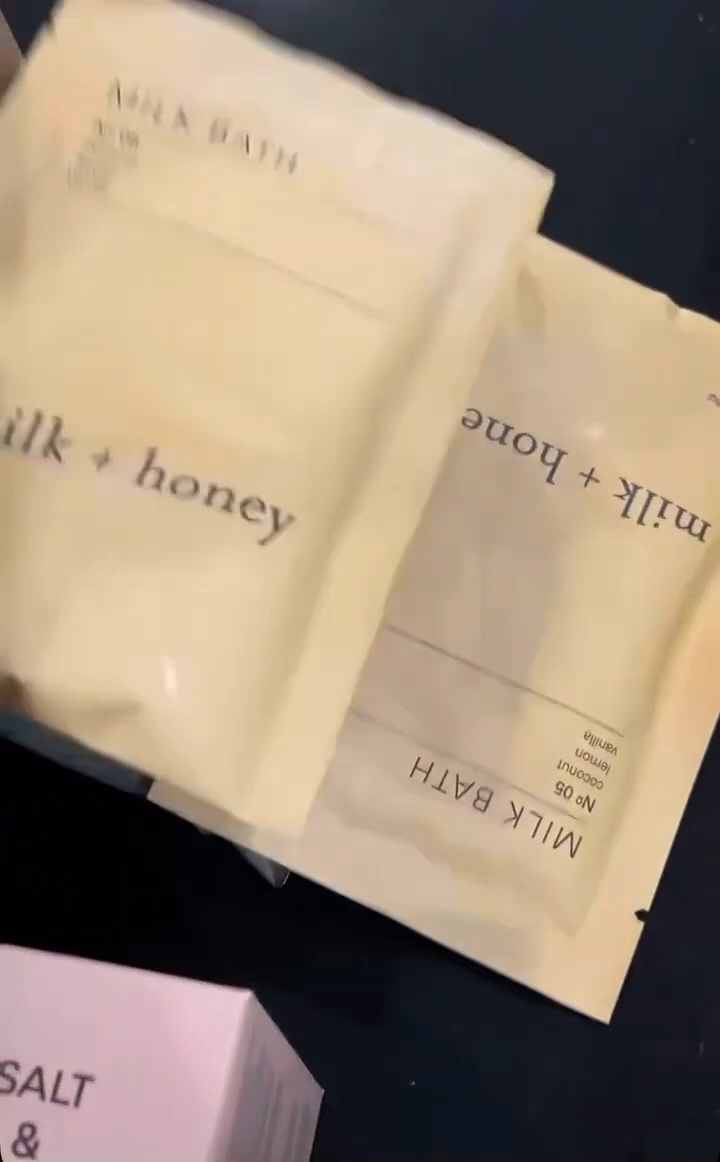 MILK BATH
ilk + honey
milk + hone
MILK BATH
Nº 05
coconut
lemon
vanilla
SALT
&